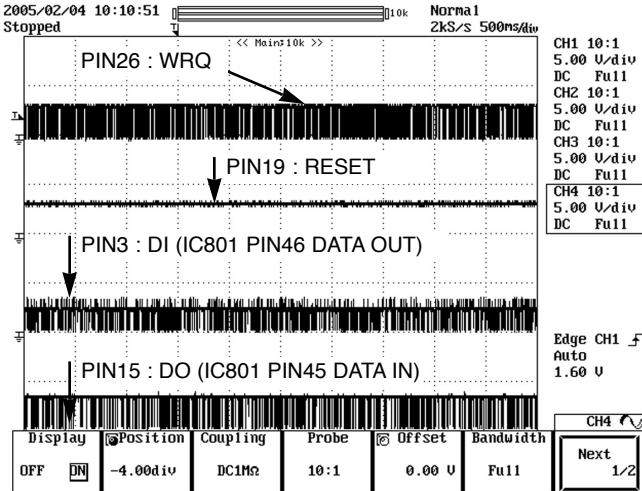 2005/02/04 10:10:51
10k
Normal
Stopped
2kS/s 500ms/div
<< Main:10k >>
CH1 10:1
5.00 V/div
DC Full
CH2 10:1
5.00 V/div
DC Full
CH3 10:1
5.00 V/div
DC Full
CH4 10:1
5.00 V/div
DC Full
PIN26 : WRQ
PIN19 : RESET
PIN3 : DI (IC801 PIN46 DATA OUT)
PIN15 : DO (IC801 PIN45 DATA IN)
Edge CH1
Auto
1.60 V
CH4
Display
OFF ON
Position
-4.00div
Coupling
DC1MΩ
Probe
10:1
Offset
0.00 V
Bandwidth
Full
Next
1/2